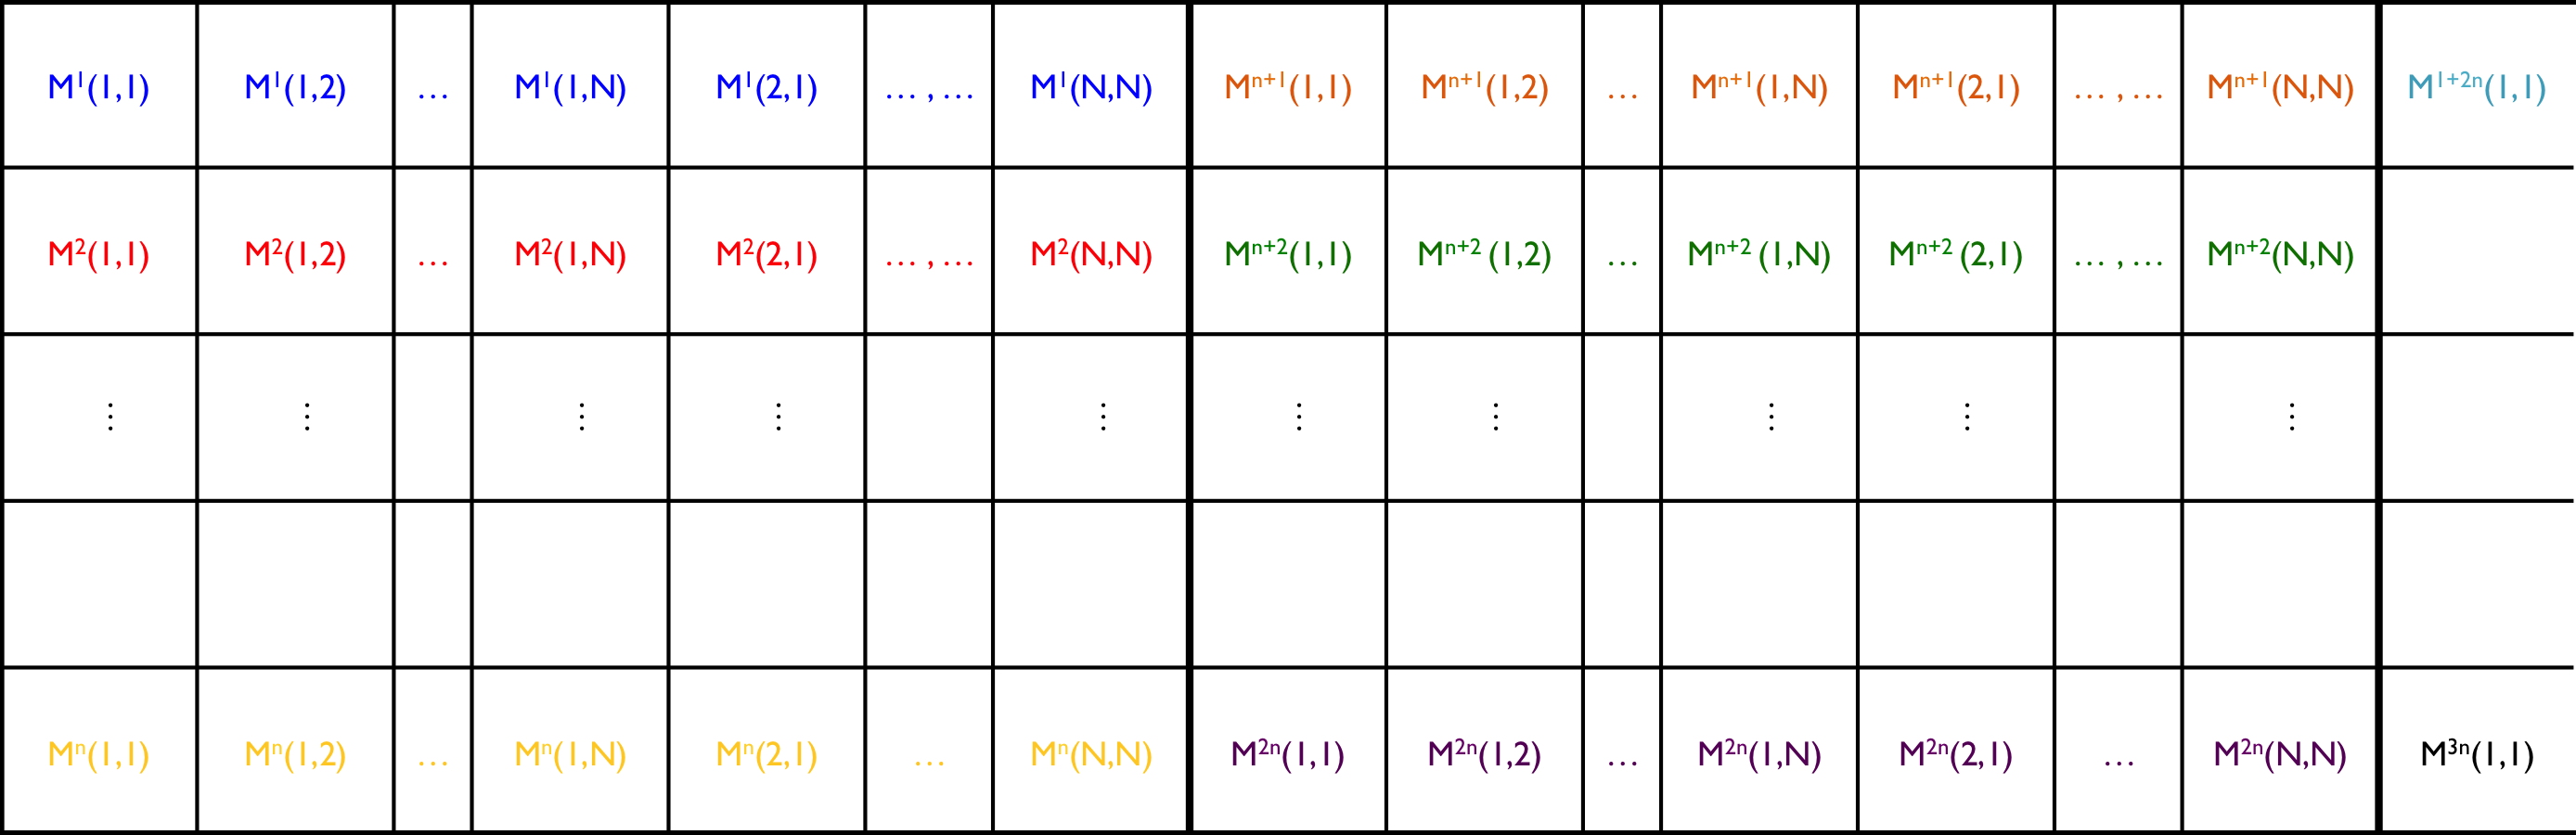 M¹(1,1) M¹(1,2) … M¹(1,N) M¹(2,1) … , … M¹(N,N) Mⁿ⁺¹(1,1) Mⁿ⁺¹(1,2) … Mⁿ⁺¹(1,N) Mⁿ⁺¹(2,1) … , … Mⁿ⁺¹(N,N) M¹⁺²ⁿ(1,1)
M²(1,1) M²(1,2) … M²(1,N) M²(2,1) … , … M²(N,N) Mⁿ⁺²(1,1) Mⁿ⁺² (1,2) … Mⁿ⁺² (1,N) Mⁿ⁺² (2,1) … , … Mⁿ⁺²(N,N)
⋮ ⋮ ⋮ ⋮ ⋮ ⋮ ⋮ ⋮ ⋮ ⋮
Mⁿ(1,1) Mⁿ(1,2) … Mⁿ(1,N) Mⁿ(2,1) … Mⁿ(N,N) M²ⁿ(1,1) M²ⁿ(1,2) … M²ⁿ(1,N) M²ⁿ(2,1) … M²ⁿ(N,N) M³ⁿ(1,1)